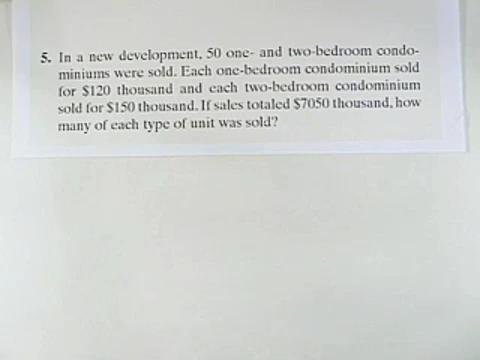 5. In a new development, 50 one- and two-bedroom condo-
miniums were sold. Each one-bedroom condominium sold
for $120 thousand and each two-bedroom condominium
sold for $150 thousand. If sales totaled $7050 thousand, how
many of each type of unit was sold?